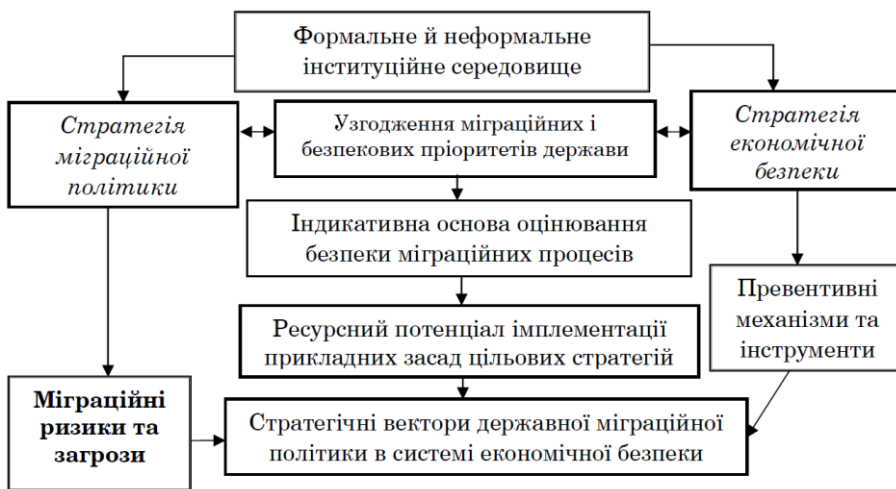 Формальне й неформальне
інституційне середовище
Стратегія
міграційної
політики
Узгодження міграційних і
безпекових пріоритетів держави
Стратегія
економічної
безпеки
Індикативна основа оцінювання
безпеки міграційних процесів
Превентивні
механізми та
інструменти
Ресурсний потенціал імплементації
прикладних засад цільових стратегій
Міграційні
ризики та
загрози
Стратегічні вектори державної міграційної
політики в системі економічної безпеки